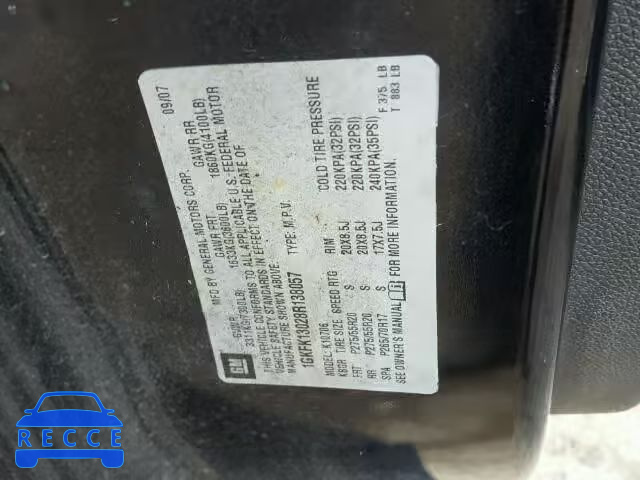 GM
MFD BY GENERAL MOTORS CORP.
09/07
GVWR GAWR FRT GAWR RR
3311KG(7300LB) 1633KG(3600LB) 1860KG(4100LB)
THIS VEHICLE CONFORMS TO ALL APPLICABLE U.S. FEDERAL MOTOR
VEHICLE SAFETY STANDARDS IN EFFECT ON THE DATE OF
MANUFACTURE SHOWN ABOVE.
1GKFK13028R138057 TYPE: M.P.V.
MODEL: K10706
TIRE SIZE SPEED RTG RIM COLD TIRE PRESSURE
FRT P275/55R20 S 20X8.5J 220KPA(32PSI)
RR P275/55R20 S 20X8.5J 220KPA(32PSI)
SPA P265/70R17 S 17X7.5J 240KPA(35PSI)
SEE OWNER'S MANUAL FOR MORE INFORMATION.
F 375 LB
T 883 LB
RECCE